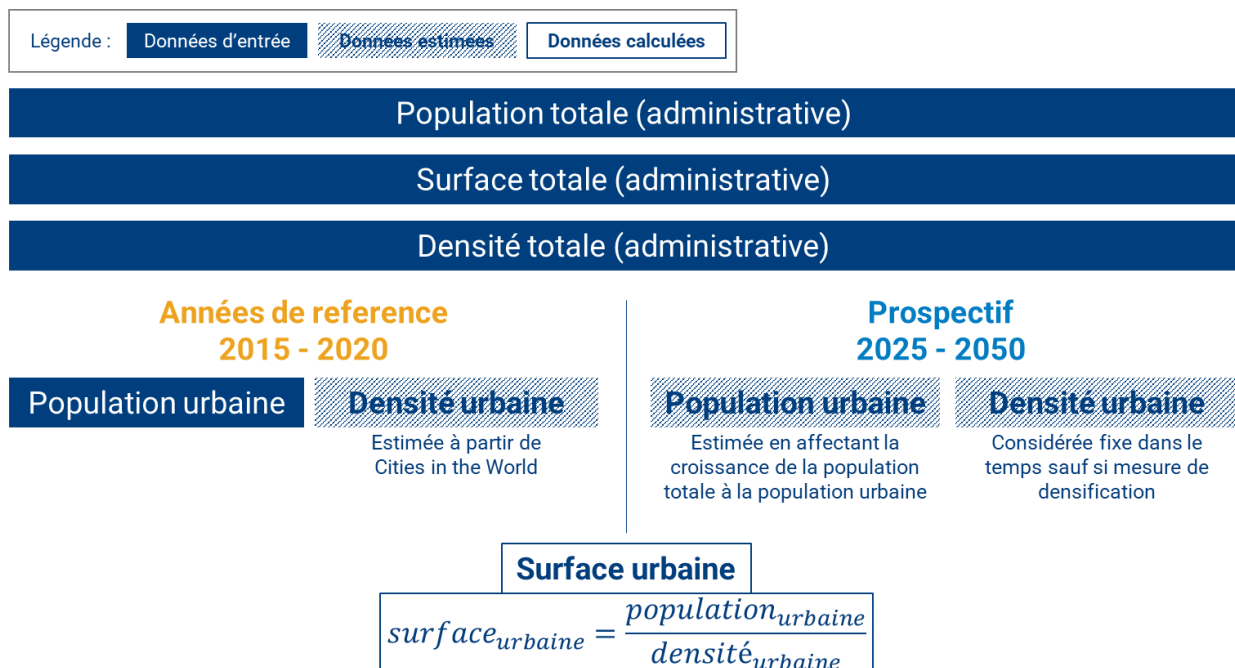 Légende :
Données d'entrée
Données estimées
Données calculées
Population totale (administrative)
Surface totale (administrative)
Densité totale (administrative)
Années de reference
2015 - 2020
Prospectif
2025 - 2050
Population urbaine
Densité urbaine
Estimée à partir de
Cities in the World
Population urbaine
Estimée en affectant la
croissance de la population
totale à la population urbaine
Densité urbaine
Considérée fixe dans le
temps sauf si mesure de
densification
Surface urbaine
surface_urbaine = population_urbaine / densité_urbaine